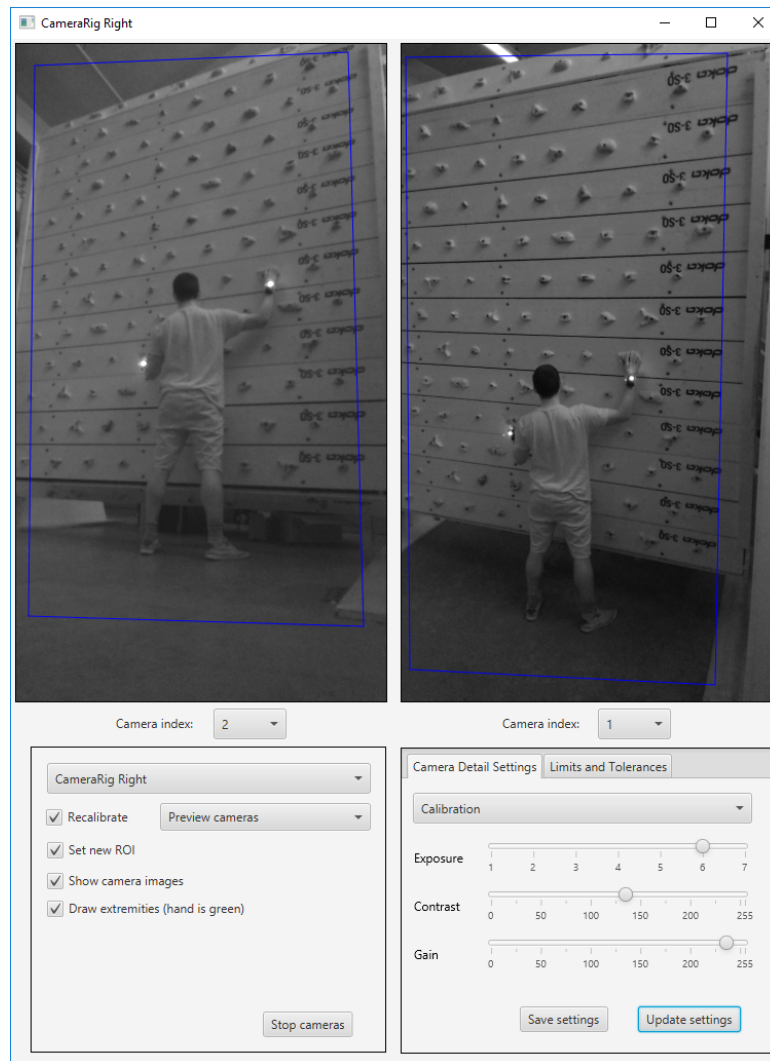 CameraRig Right
Camera index: 2
Camera index: 1
CameraRig Right
Recalibrate Preview cameras
Set new ROI
Show camera images
Draw extremities (hand is green)
Stop cameras
Camera Detail Settings Limits and Tolerances
Calibration
Exposure
1 2 3 4 5 6 7
Contrast
0 50 100 150 200 255
Gain
0 50 100 150 200 255
Save settings Update settings